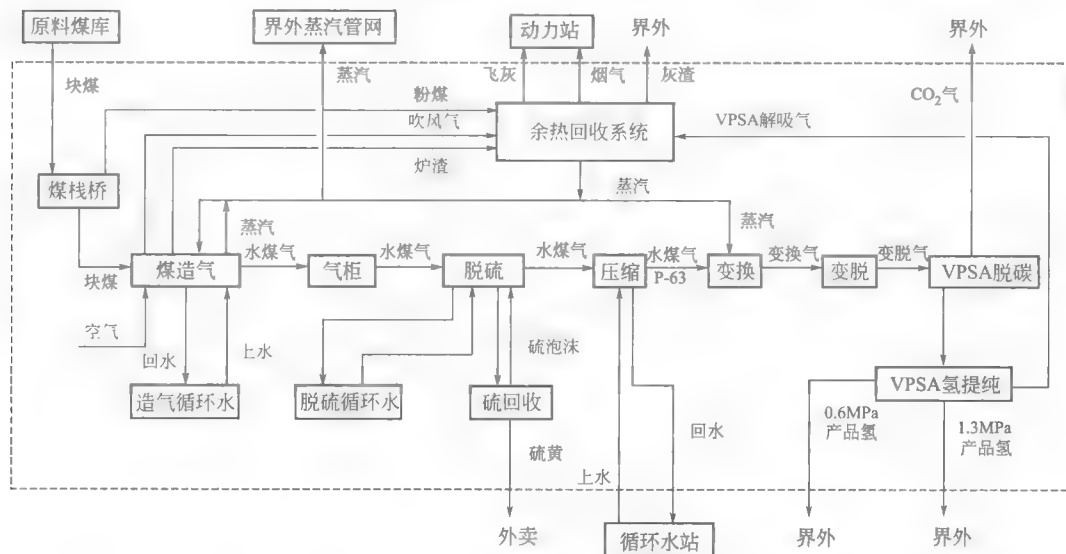 原料煤库
界外蒸汽管网
动力站
界外
界外
块煤
蒸汽
飞灰
烟气
灰渣
CO₂气
粉煤
吹风气
炉渣
余热回收系统
VPSA解吸气
煤栈桥
蒸汽
蒸汽
蒸汽
块煤
煤造气
水煤气
气柜
水煤气
脱硫
水煤气
压缩
水煤气
P-63
变换
变换气
变脱
变脱气
VPSA脱碳
空气
回水
上水
硫泡沫
造气循环水
脱硫循环水
硫回收
VPSA氢提纯
0.6MPa
产品氢
1.3MPa
产品氢
硫黄
上水
回水
外卖
循环水站
界外
界外